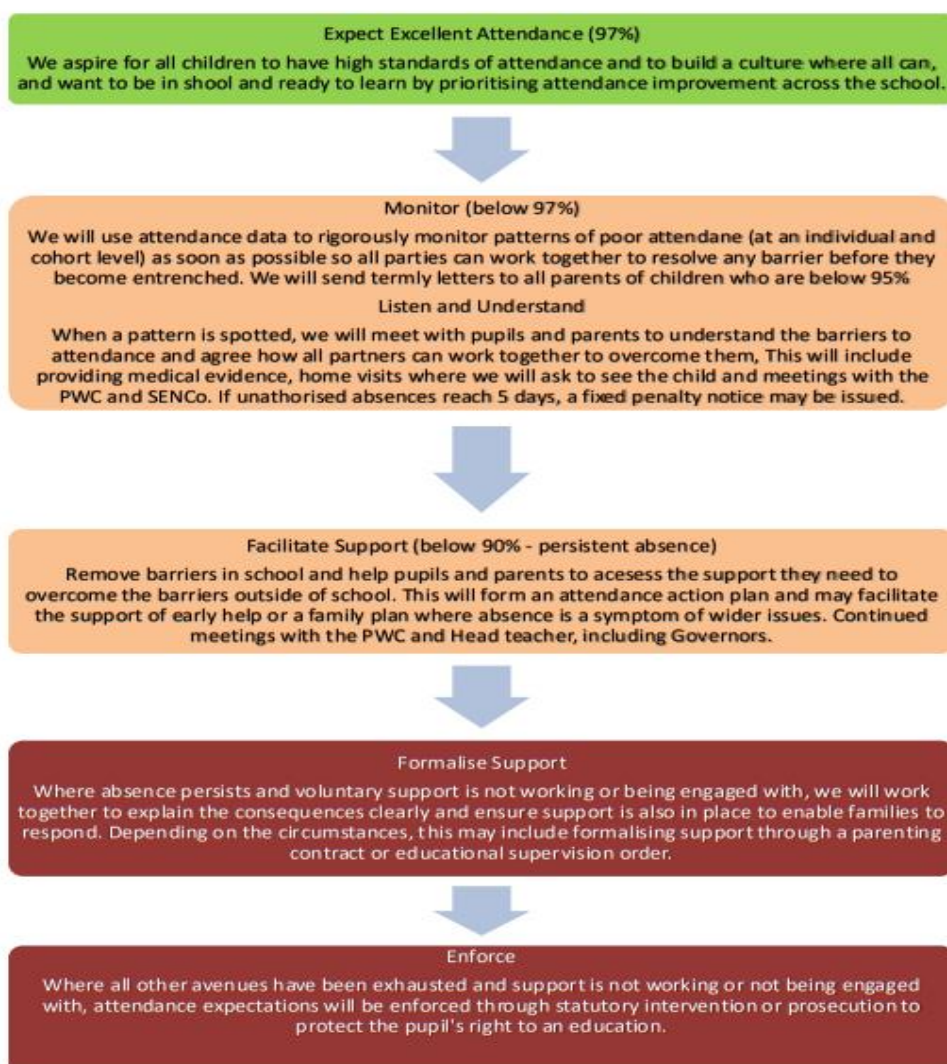 Expect Excellent Attendance (97%)
We aspire for all children to have high standards of attendance and to build a culture where all can,
and want to be in shool and ready to learn by prioritising attendance improvement across the school.
Monitor (below 97%)
We will use attendance data to rigorously monitor patterns of poor attendane (at an individual and
cohort level) as soon as possible so all parties can work together to resolve any barrier before they
become entrenched. We will send termly letters to all parents of children who are below 95%
Listen and Understand
When a pattern is spotted, we will meet with pupils and parents to understand the barriers to
attendance and agree how all partners can work together to overcome them, This will include
providing medical evidence, home visits where we will ask to see the child and meetings with the
PWC and SENCo. If unathorised absences reach 5 days, a fixed penalty notice may be issued.
Facilitate Support (below 90% - persistent absence)
Remove barriers in school and help pupils and parents to acesess the support they need to
overcome the barriers outside of school. This will form an attendance action plan and may facilitate
the support of early help or a family plan where absence is a symptom of wider issues. Continued
meetings with the PWC and Head teacher, including Governors.
Formalise Support
Where absence persists and voluntary support is not working or being engaged with, we will work
together to explain the consequences clearly and ensure support is also in place to enable families to
respond. Depending on the circumstances, this may include formalising support through a parenting
contract or educational supervision order.
Enforce
Where all other avenues have been exhausted and support is not working or not being engaged
with, attendance expectations will be enforced through statutory intervention or prosecution to
protect the pupil's right to an education.